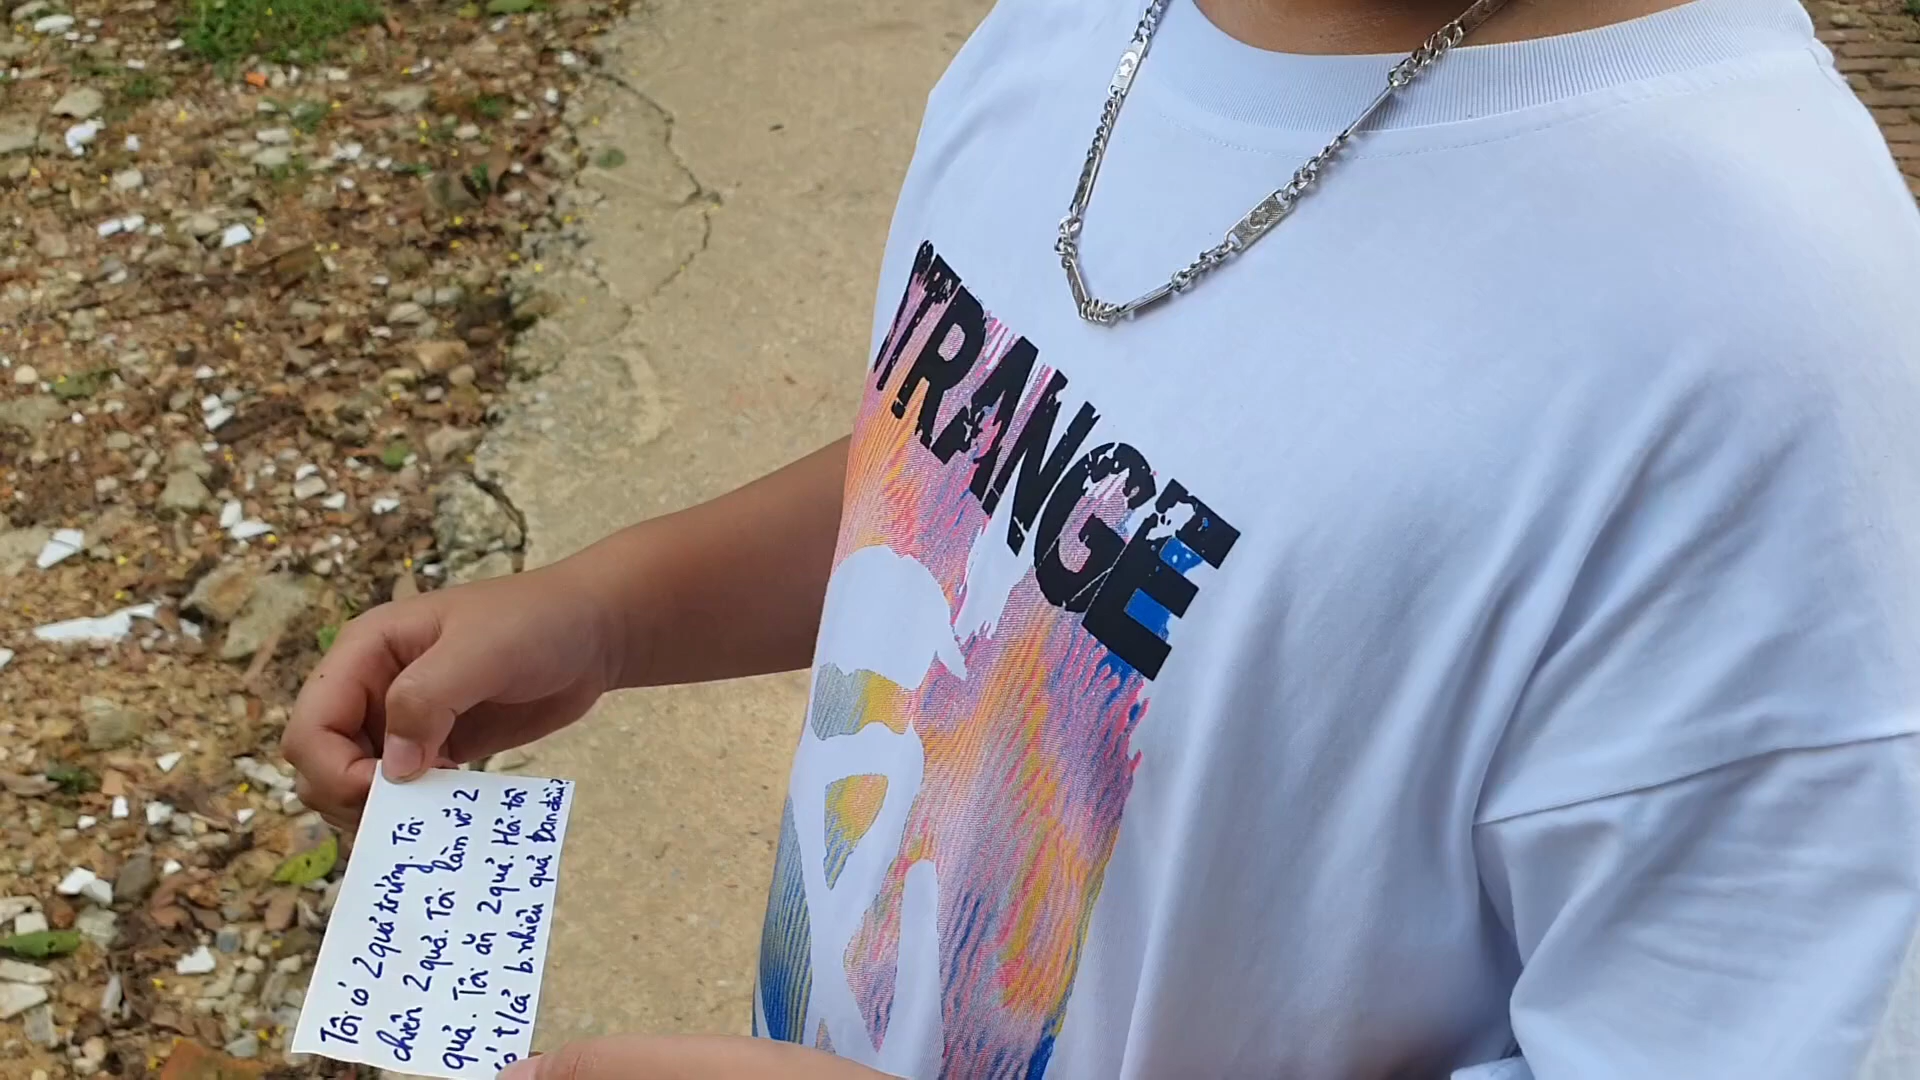 TRANGE
Tôi có 2 quả trứng. Tôi
chiên 2 quả. Tôi làm vỡ 2
quả. Tôi ăn 2 quả. Hỏi tôi
có t/cả b.nhiêu quả ban đầu?